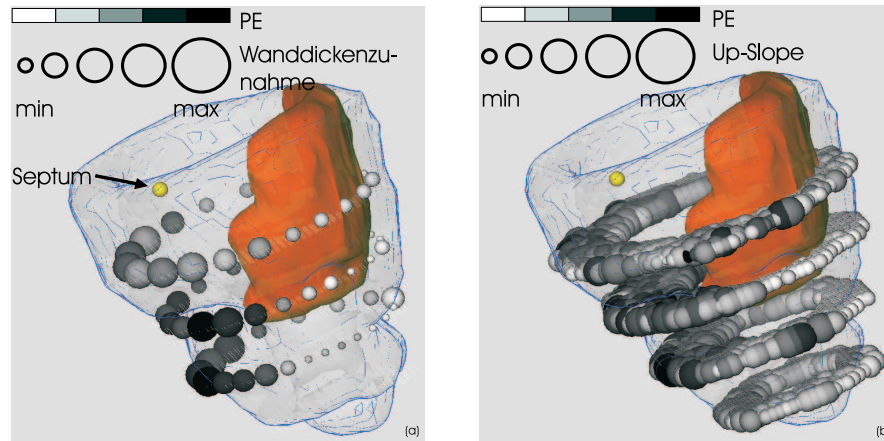 PE
Wanddickenzu-
nahme
min
max
Septum
(a)
PE
Up-Slope
min
max
(b)